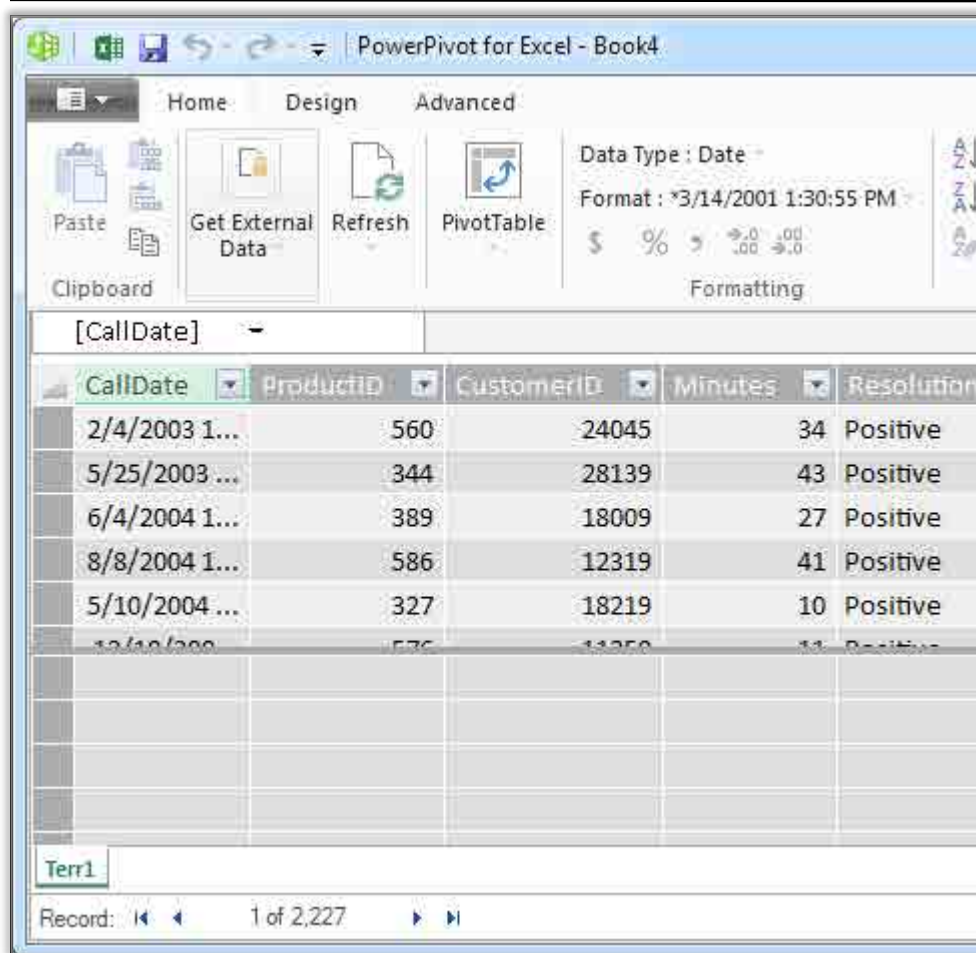 PowerPivot for Excel - Book4
Home Design Advanced
Paste
Get External Data
Refresh
PivotTable
Data Type : Date
Format : *3/14/2001 1:30:55 PM
$ % , .00 .00
Clipboard
Formatting
[CallDate]
CallDate ProductID CustomerID Minutes Resolution
2/4/2003 1... 560 24045 34 Positive
5/25/2003 ... 344 28139 43 Positive
6/4/2004 1... 389 18009 27 Positive
8/8/2004 1... 586 12319 41 Positive
5/10/2004 ... 327 18219 10 Positive
Terr1
Record: 1 of 2,227